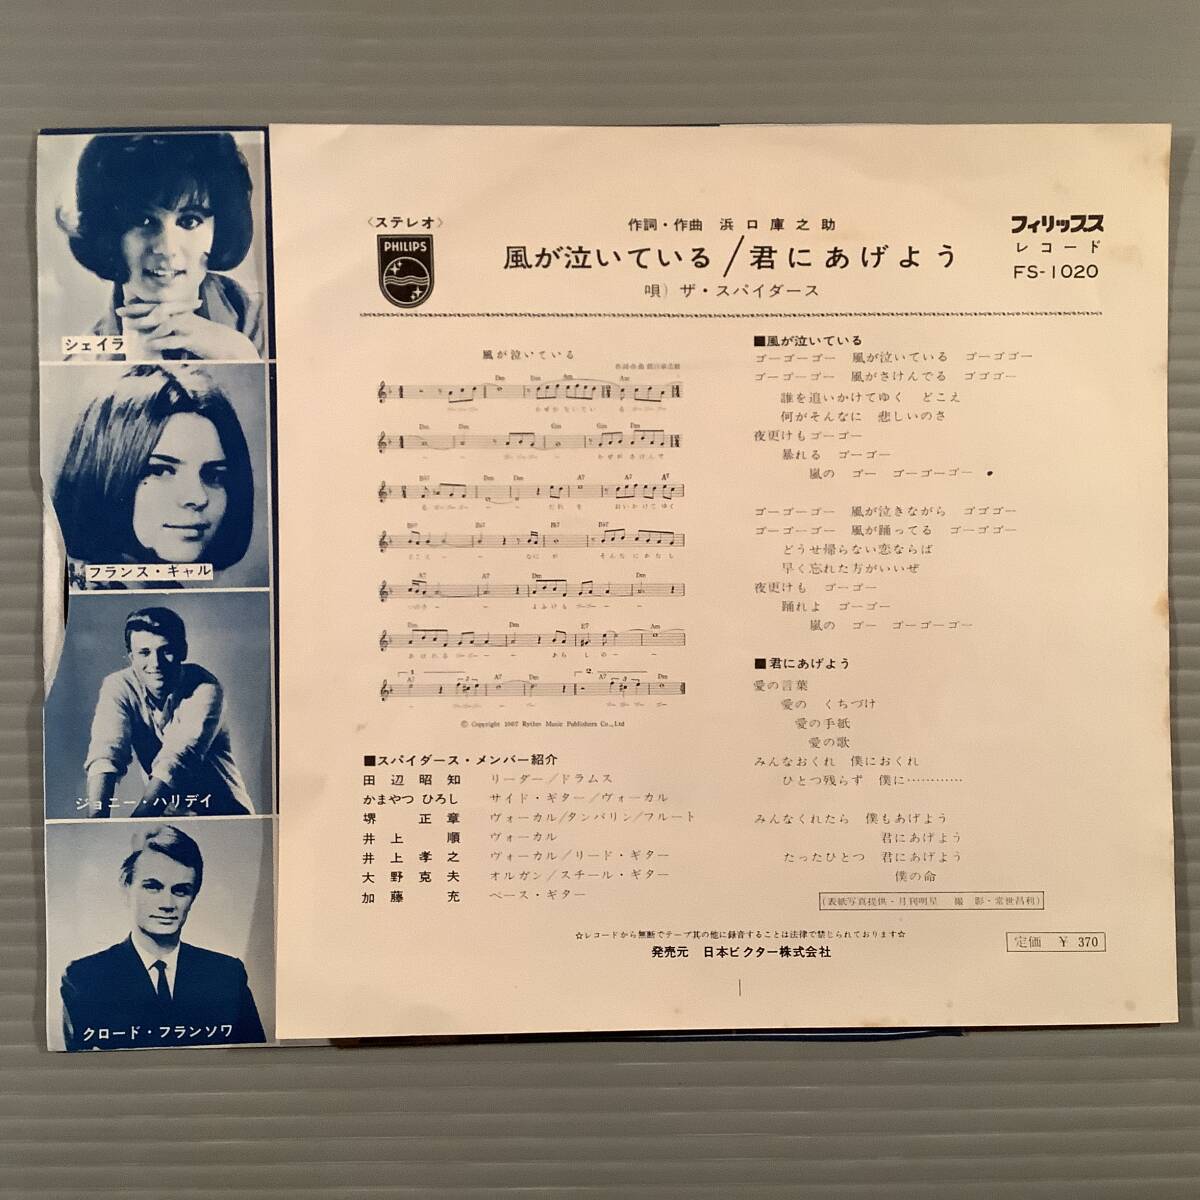 シェイラ
フランス・ギャル
ジョニー・ハリデイ
クロード・フランソワ
〈ステレオ〉
PHILIPS
作詞・作曲 浜口庫之助
風が泣いている/君にあげよう
唄) ザ・スパイダース
フィリップス
レコード
FS-1020
風が泣いている
Ⓒ Copyright 1967 Rythm Music Publishers Co., Ltd
■スパイダース・メンバー紹介
田辺昭知 リーダー/ドラムス
かまやつ ひろし サイド・ギター/ヴォーカル
堺 正章 ヴォーカル/タンバリン/フルート
井上順 ヴォーカル
井上孝之 ヴォーカル/リード・ギター
大野克夫 オルガン/スチール・ギター
加藤充 ベース・ギター
■風が泣いている
ゴーゴーゴー 風が泣いている ゴーゴゴー
ゴーゴーゴー 風がさけんでる ゴゴゴー
誰を追いかけてゆく どこえ
何がそんなに 悲しいのさ
夜更けもゴーゴー
暴れる ゴーゴー
嵐の ゴー ゴーゴーゴー
ゴーゴーゴー 風が泣きながら ゴゴゴー
ゴーゴーゴー 風が踊ってる ゴーゴゴー
どうせ帰らない恋ならば
早く忘れた方がいいぜ
夜更けも ゴーゴー
踊れよ ゴーゴー
嵐の ゴー ゴーゴーゴー
■君にあげよう
愛の言葉
愛の くちづけ
愛の手紙
愛の歌
みんなおくれ 僕におくれ
ひとつ残らず 僕に…………
みんなくれたら 僕もあげよう
君にあげよう
たったひとつ 君にあげよう
僕の命
(表紙写真提供・月刊明星 撮 影・常世昌利)
☆レコードから無断でテープ其の他に録音することは法律で禁じられております☆
発売元 日本ビクター株式会社
定価 ¥ 370